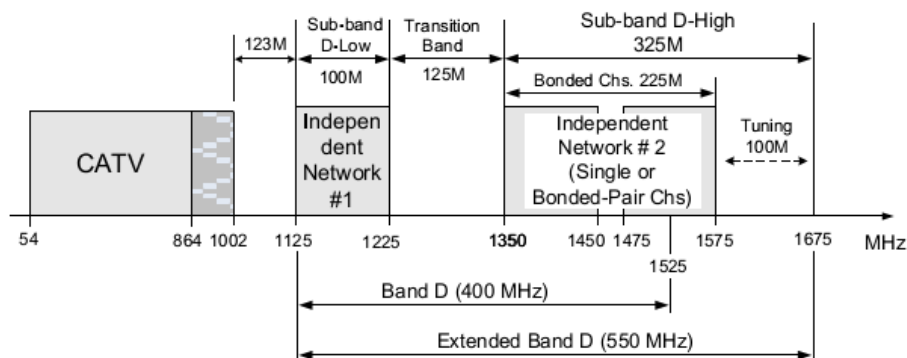 Sub-band D-High
325M
Sub-band
D-Low
100M
Transition
Band
125M
123M
Bonded Chs. 225M
CATV
Indepen
dent
Network
#1
Independent
Network # 2
(Single or
Bonded-Pair Chs)
Tuning
100M
54
864
1002
1125
1225
1350
1450
1475
1575
1675
MHz
1525
Band D (400 MHz)
Extended Band D (550 MHz)